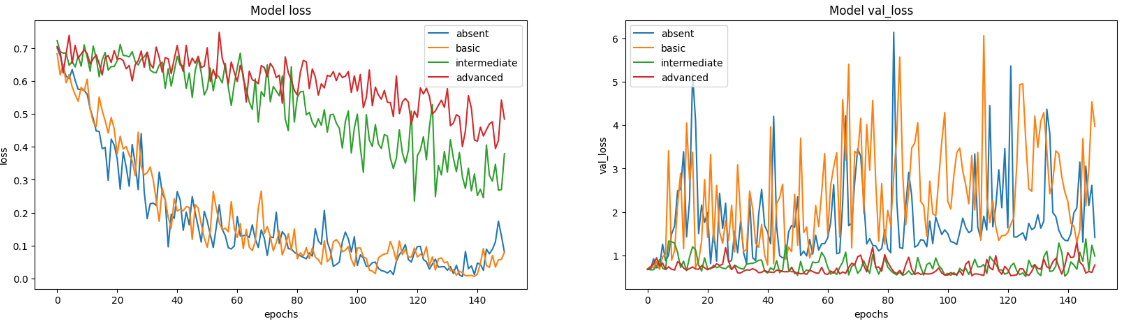 Model loss
loss
0.7
0.6
0.5
0.4
0.3
0.2
0.1
0.0
absent
basic
intermediate
advanced
0 20 40 60 80 100 120 140
epochs
Model val_loss
val_loss
6
5
4
3
2
1
absent
basic
intermediate
advanced
0 20 40 60 80 100 120 140
epochs